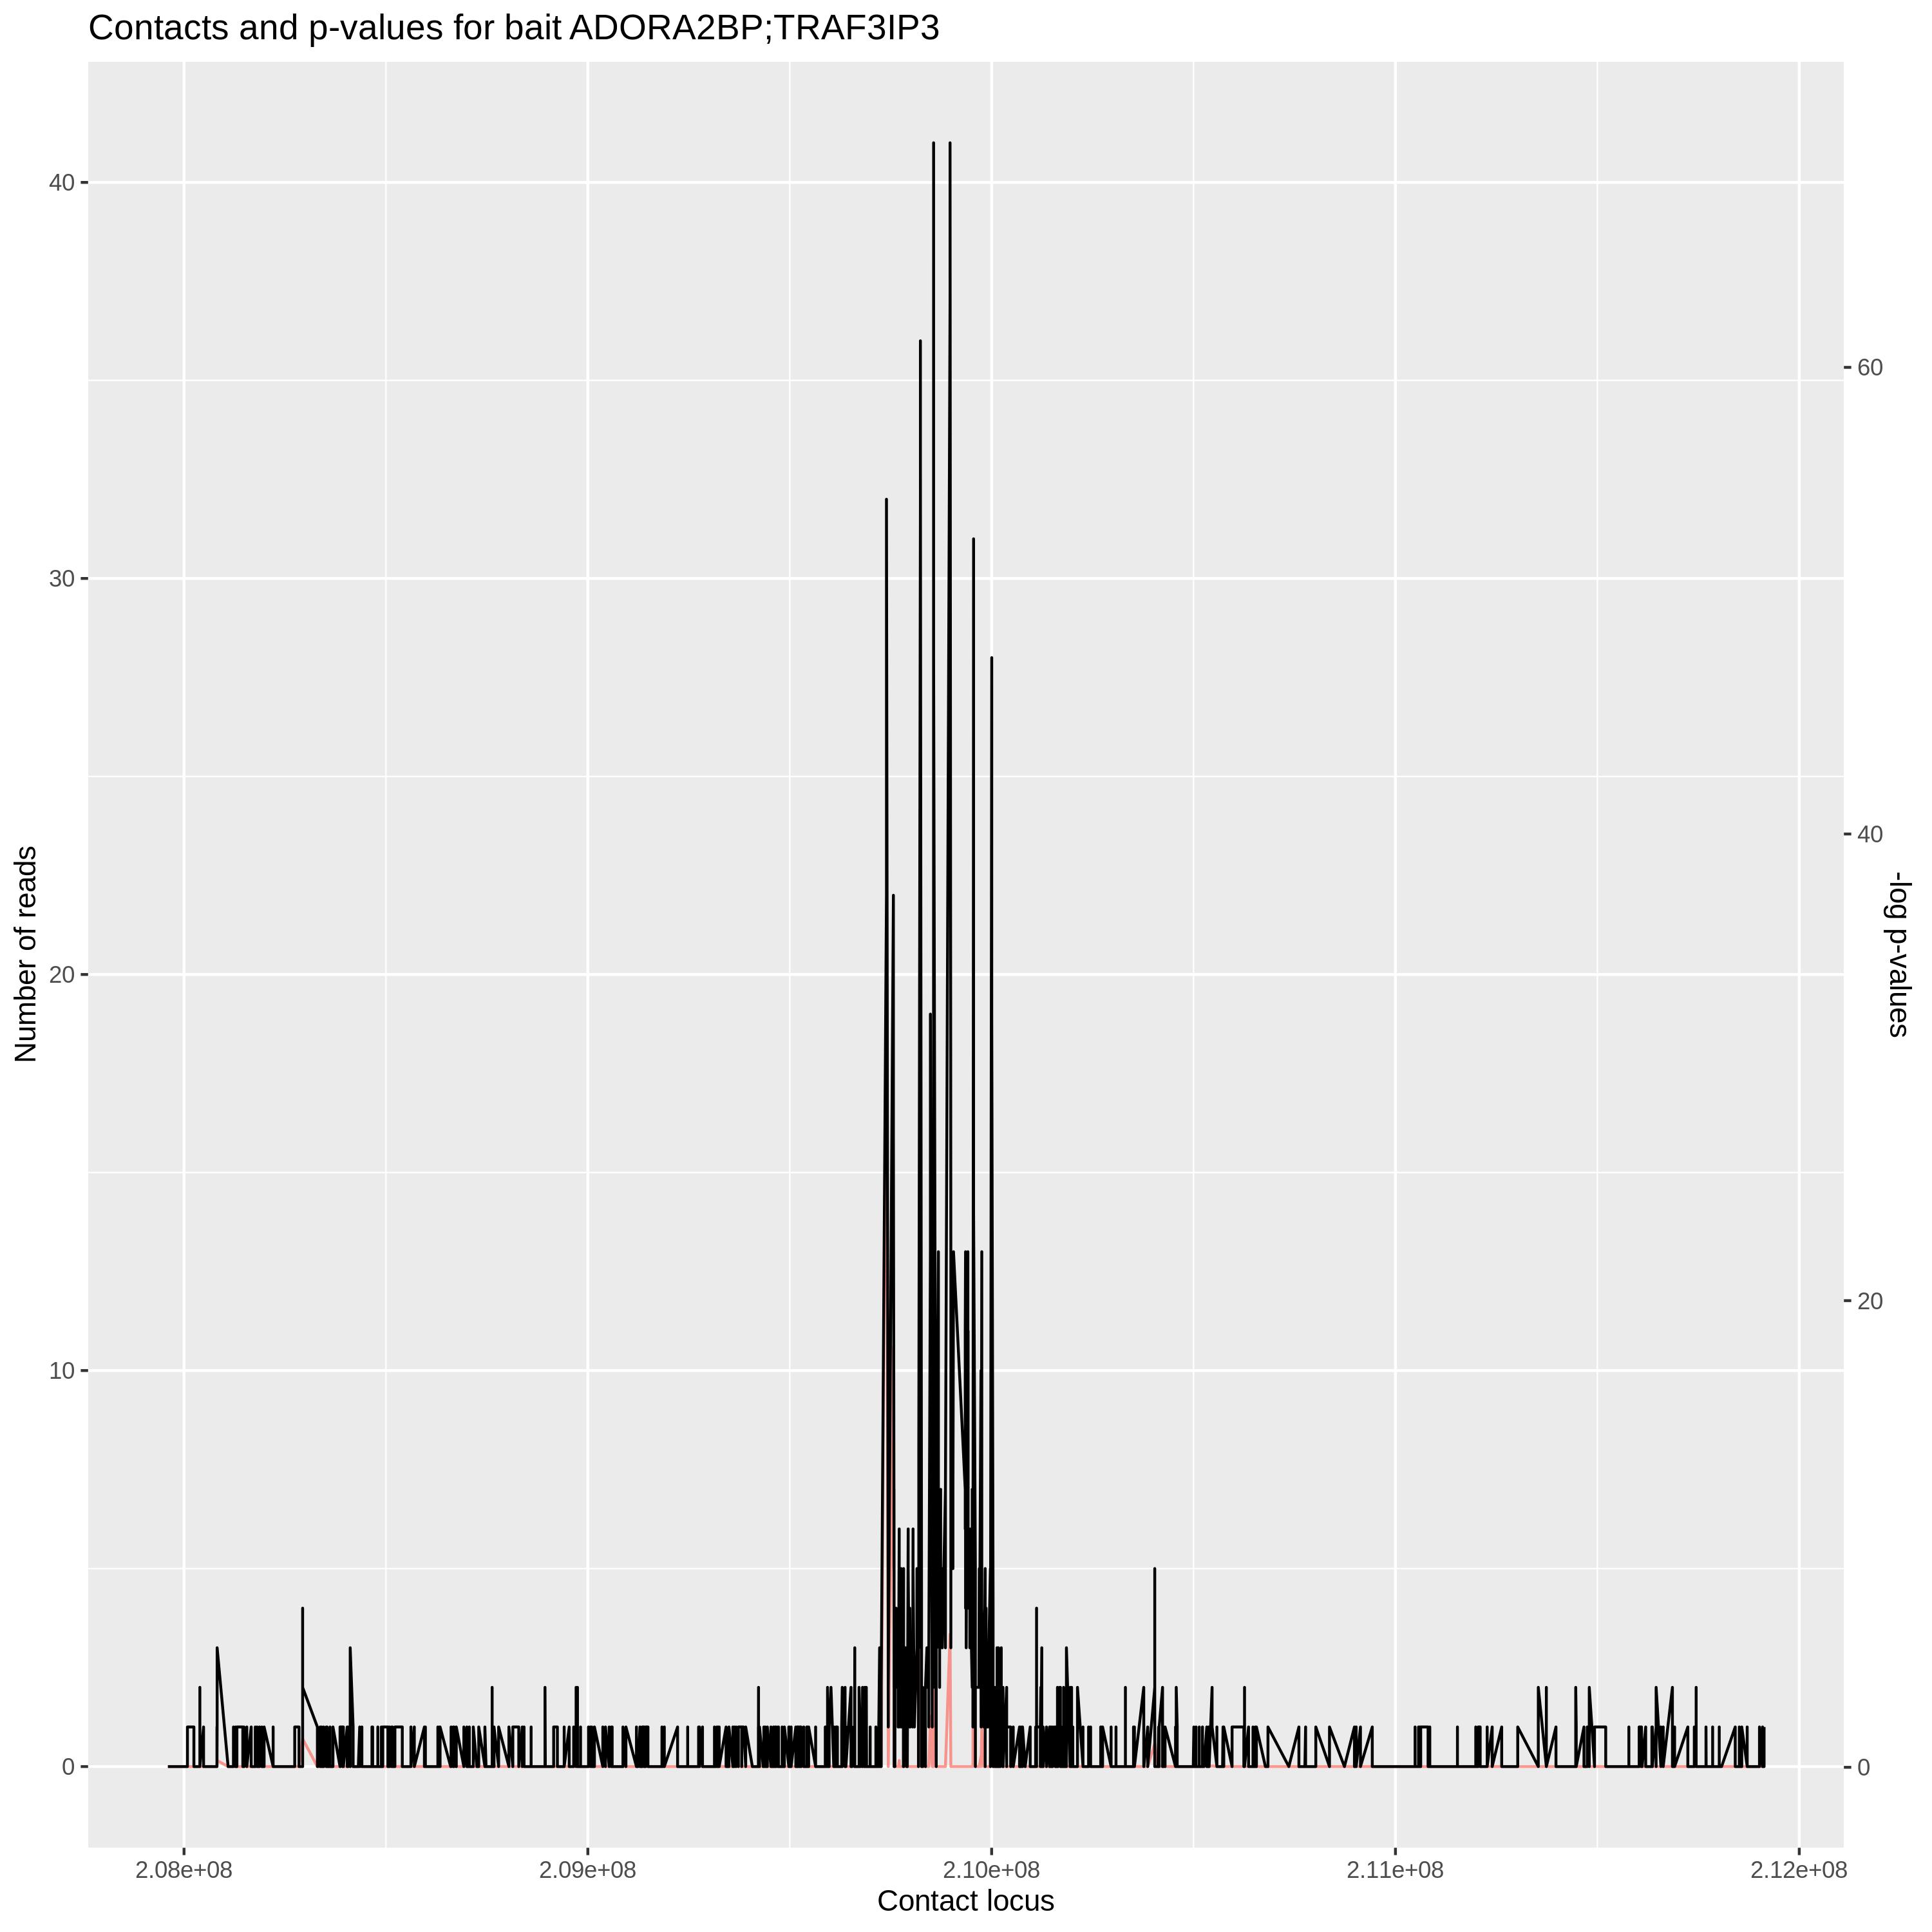 Contacts and p-values for bait ADORA2BP;TRAF3IP3
40
30
20
10
0
Number of reads
60
40
20
0
-log p-values
2.08e+08
2.09e+08
2.10e+08
2.11e+08
2.12e+08
Contact locus